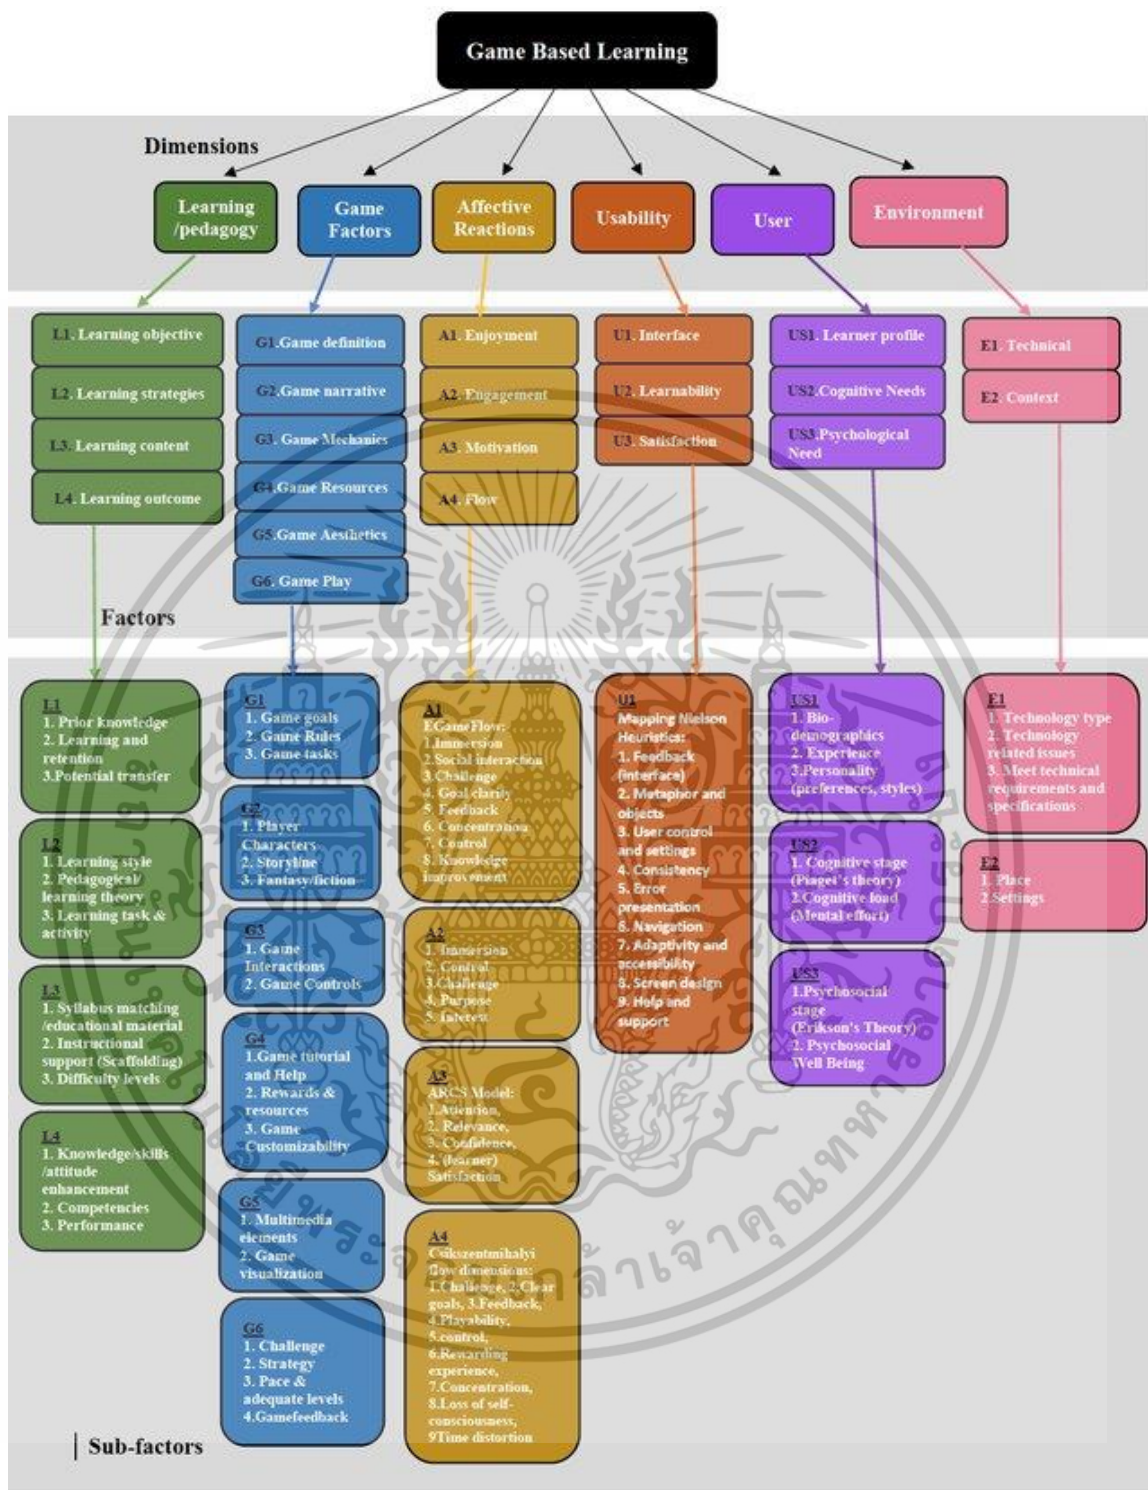 Game Based Learning
Dimensions
Learning
/pedagogy
Game
Factors
Affective
Reactions
Usability
User
Environment
L1. Learning objective
L2. Learning strategies
L3. Learning content
L4. Learning outcome
G1.Game definition
G2.Game narrative
G3. Game Mechanics
G4.Game Resources
G5.Game Aesthetics
G6. Game Play
A1. Enjoyment
A2. Engagement
A3. Motivation
A4. Flow
U1. Interface
U2. Learnability
U3. Satisfaction
US1. Learner profile
US2.Cognitive Needs
US3.Psychological
Need
E1. Technical
E2. Context
Factors
L1
1. Prior knowledge
2. Learning and
retention
3.Potential transfer
L2
1. Learning style
2. Pedagogical/
learning theory
3. Learning task &
activity
L3
1. Syllabus matching
/educational material
2. Instructional
support (Scaffolding)
3. Difficulty levels
L4
1. Knowledge/skills
/attitude
enhancement
2. Competencies
3. Performance
G1
1. Game goals
2. Game Rules
3. Game tasks
G2
1. Player
Characters
2. Storyline
3. Fantasy/fiction
G3
1. Game
Interactions
2. Game Controls
G4
1.Game tutorial
and Help
2. Rewards &
resources
3. Game
Customizability
G5
1. Multimedia
elements
2. Game
visualization
G6
1. Challenge
2. Strategy
3. Pace &
adequate levels
4.Gamefeedback
A1
EGameFlow:
1.Immersion
2.Social interaction
3.Challenge
4. Goal clarity
5. Feedback
6. Concentration
7. Control
8. Knowledge
improvement
A2
1. Immersion
2. Control
3.Challenge
4. Purpose
5. Interest
A3
ARCS Model:
1.Attention,
2. Relevance,
3. Confidence,
4. (learner)
Satisfaction
A4
Csikszentmihalyi
flow dimensions:
1.Challenge, 2.Clear
goals, 3.Feedback,
4.Playability,
5.control,
6.Rewarding
experience,
7.Concentration,
8.Loss of self-
consciousness,
9Time distortion
U1
Mapping Nielson
Heuristics:
1. Feedback
(interface)
2. Metaphor and
objects
3. User control
and settings
4. Consistency
5. Error
presentation
6. Navigation
7. Adaptivity and
accessibility
8. Screen design
9. Help and
support
US1
1. Bio-
demographics
2. Experience
3.Personality
(preferences, styles)
US2
1. Cognitive stage
(Piaget's theory)
2.Cognitive load
(Mental effort)
US3
1.Psychosocial
stage
(Erikson's Theory)
2. Psychosocial
Well Being
E1
1. Technology type
2. Technology
related issues
3. Meet technical
requirements and
specifications
E2
1. Place
2.Settings
Sub-factors